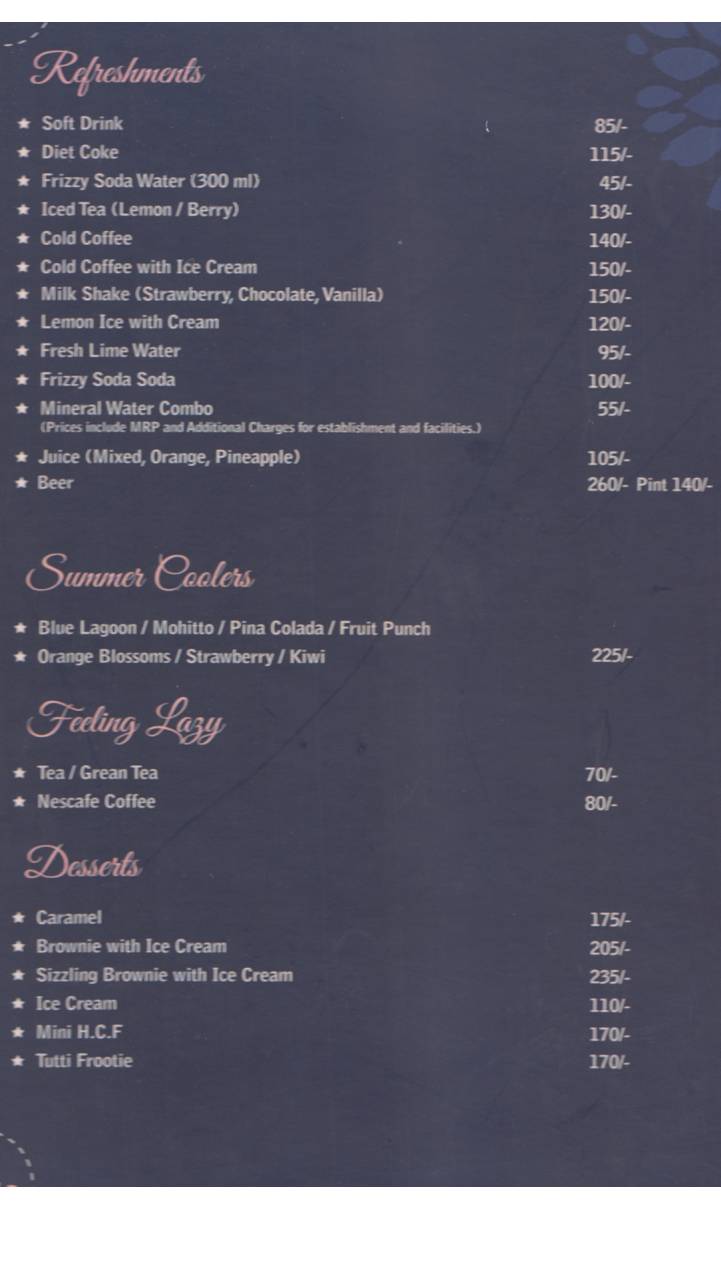 Refreshments
★ Soft Drink 85/-
★ Diet Coke 115/-
★ Frizzy Soda Water (300 ml) 45/-
★ Iced Tea (Lemon / Berry) 130/-
★ Cold Coffee 140/-
★ Cold Coffee with Ice Cream 150/-
★ Milk Shake (Strawberry, Chocolate, Vanilla) 150/-
★ Lemon Ice with Cream 120/-
★ Fresh Lime Water 95/-
★ Frizzy Soda Soda 100/-
★ Mineral Water Combo 55/-
(Prices include MRP and Additional Charges for establishment and facilities.)
★ Juice (Mixed, Orange, Pineapple) 105/-
★ Beer 260/- Pint 140/-
Summer Coolers
★ Blue Lagoon / Mohitto / Pina Colada / Fruit Punch
★ Orange Blossoms / Strawberry / Kiwi 225/-
Feeling Lazy
★ Tea / Grean Tea 70/-
★ Nescafe Coffee 80/-
Desserts
★ Caramel 175/-
★ Brownie with Ice Cream 205/-
★ Sizzling Brownie with Ice Cream 235/-
★ Ice Cream 110/-
★ Mini H.C.F 170/-
★ Tutti Frootie 170/-